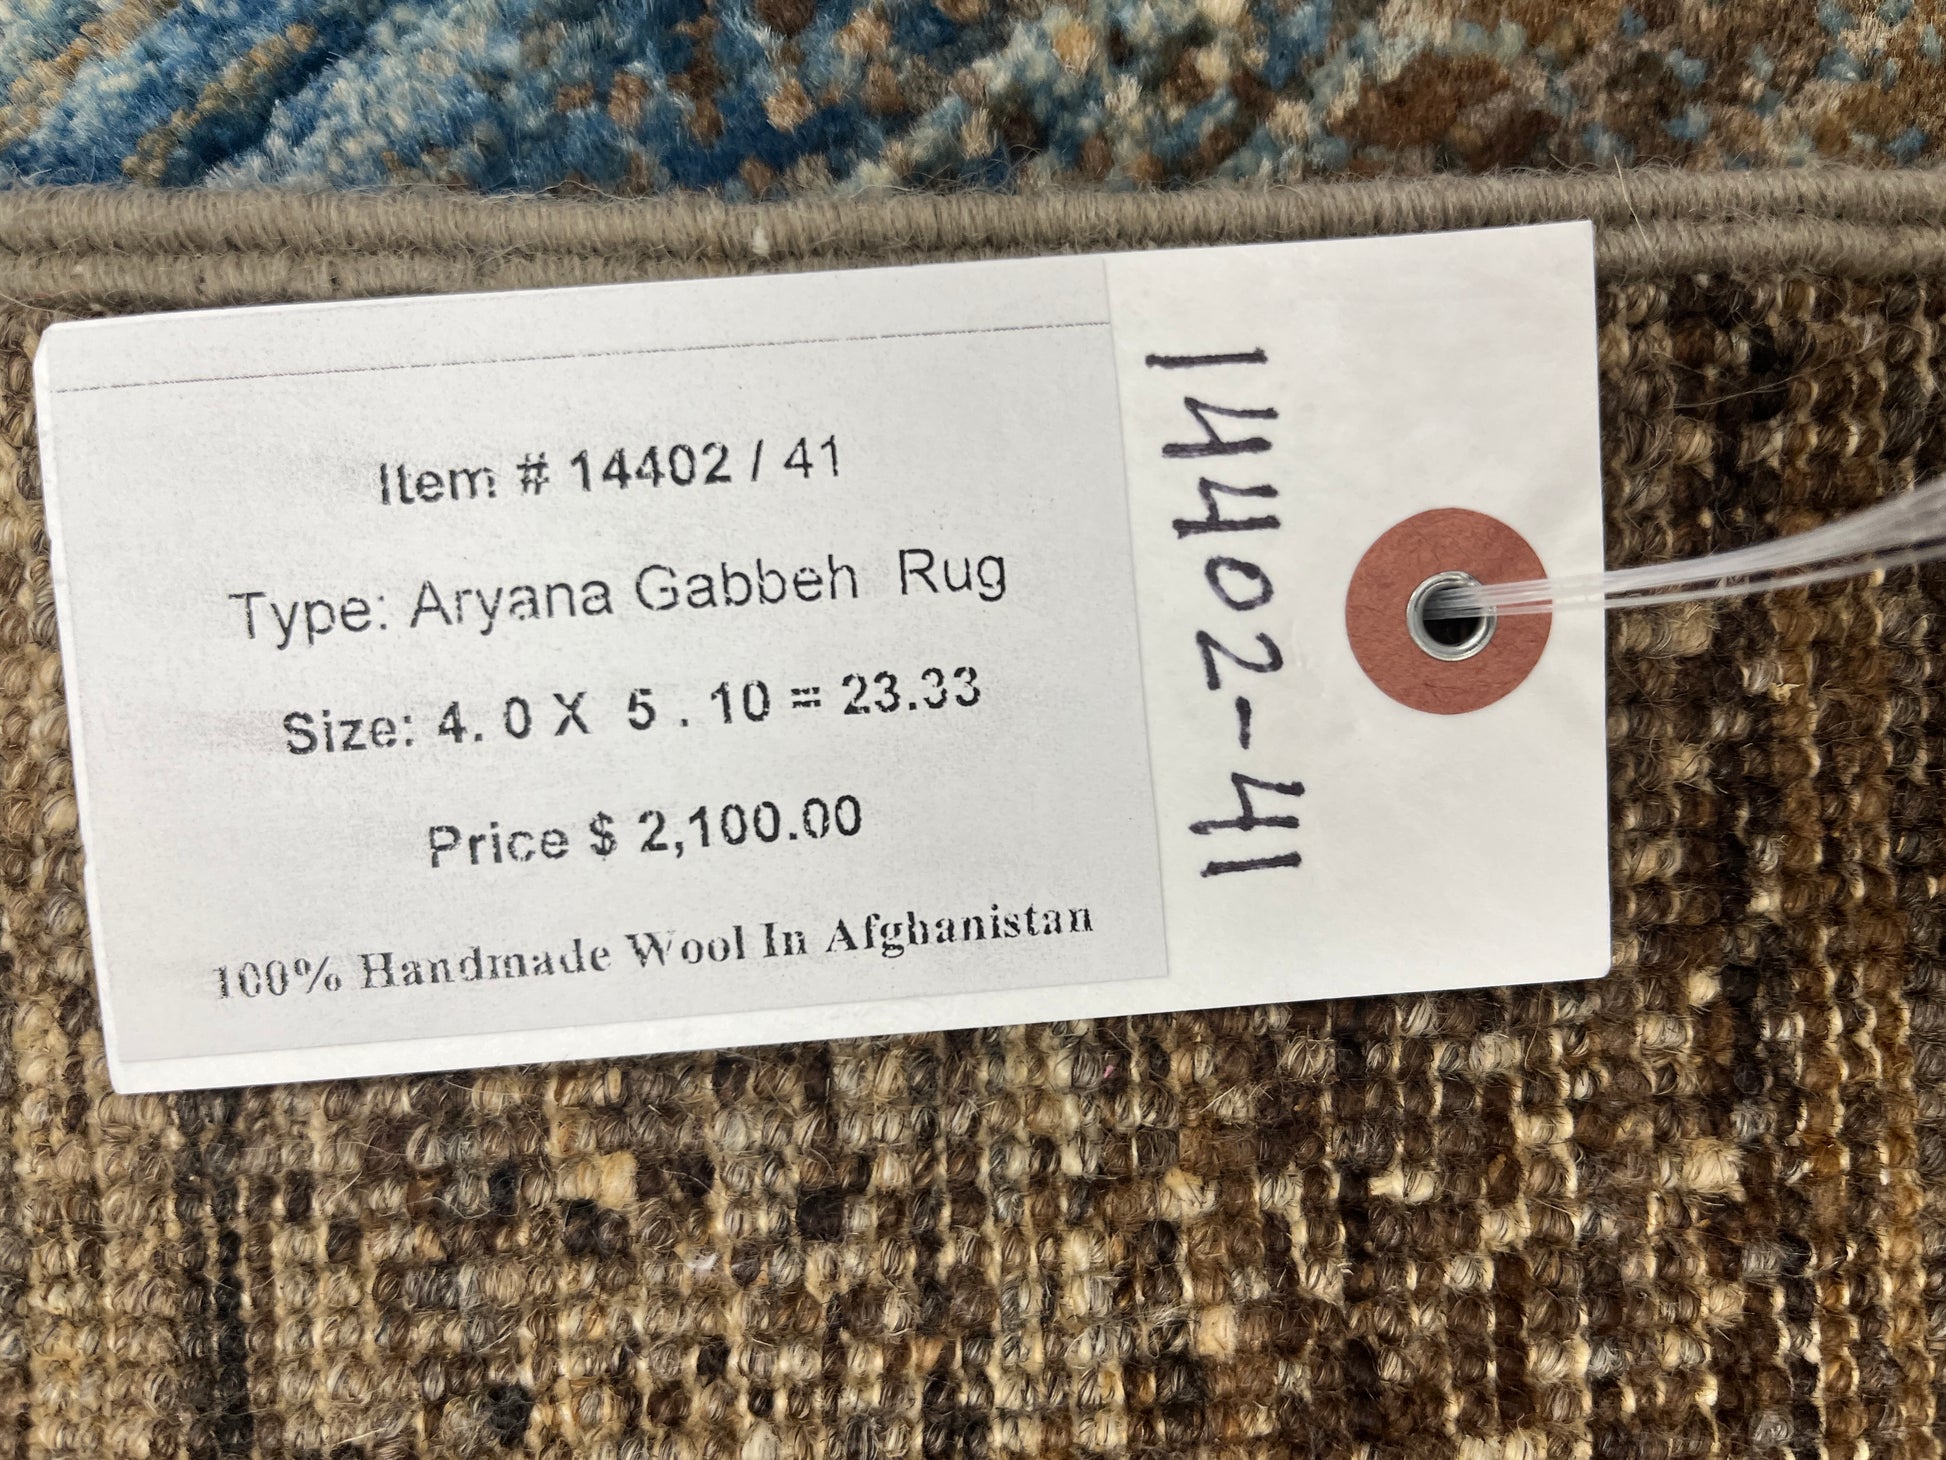 Item # 14402 / 41
Type: Aryana Gabbeh Rug
Size: 4. 0 X 5 . 10 = 23.33
Price $ 2,100.00
100% Handmade Wool In Afghanistan
14402-41